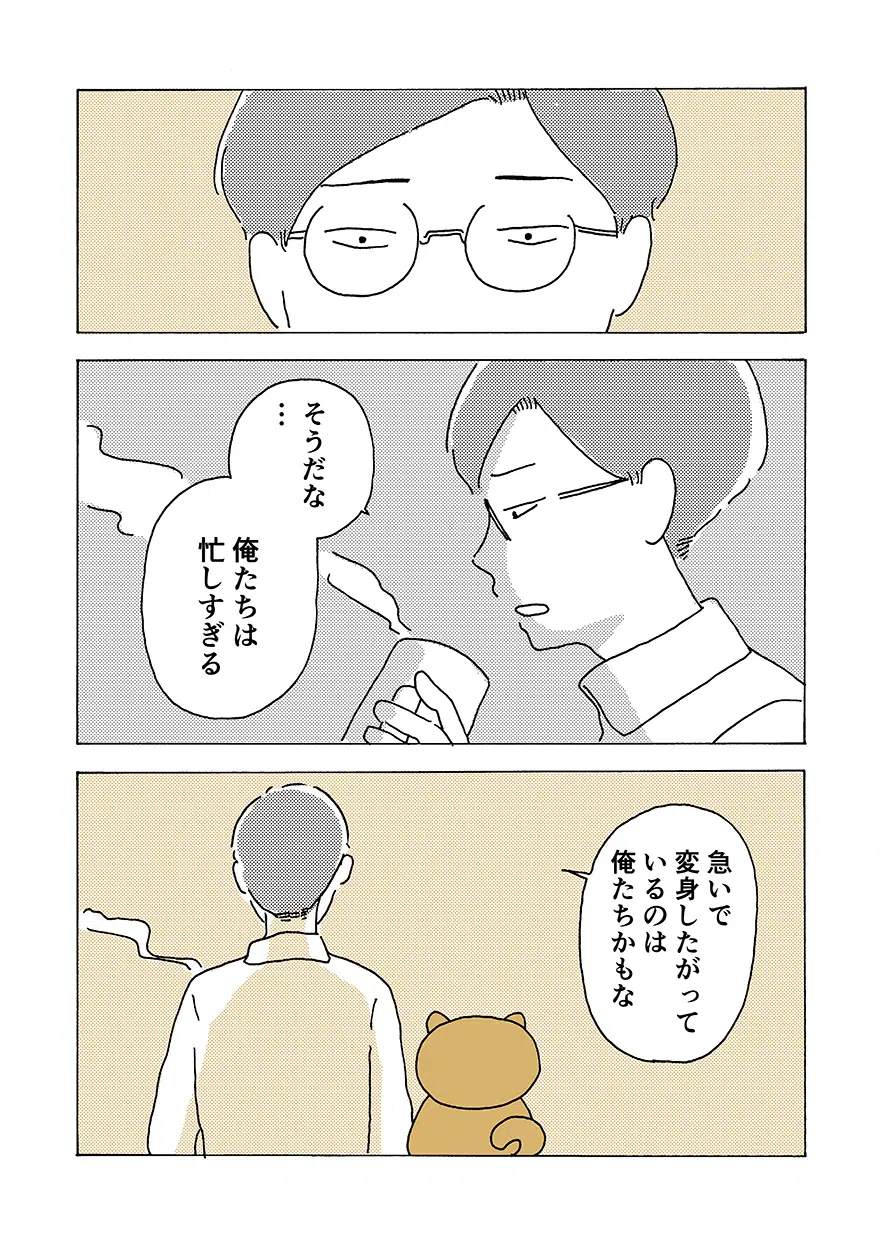 そうだな
…
俺たちは
忙しすぎる
急いで
変身したがって
いるのは
俺たちかもな